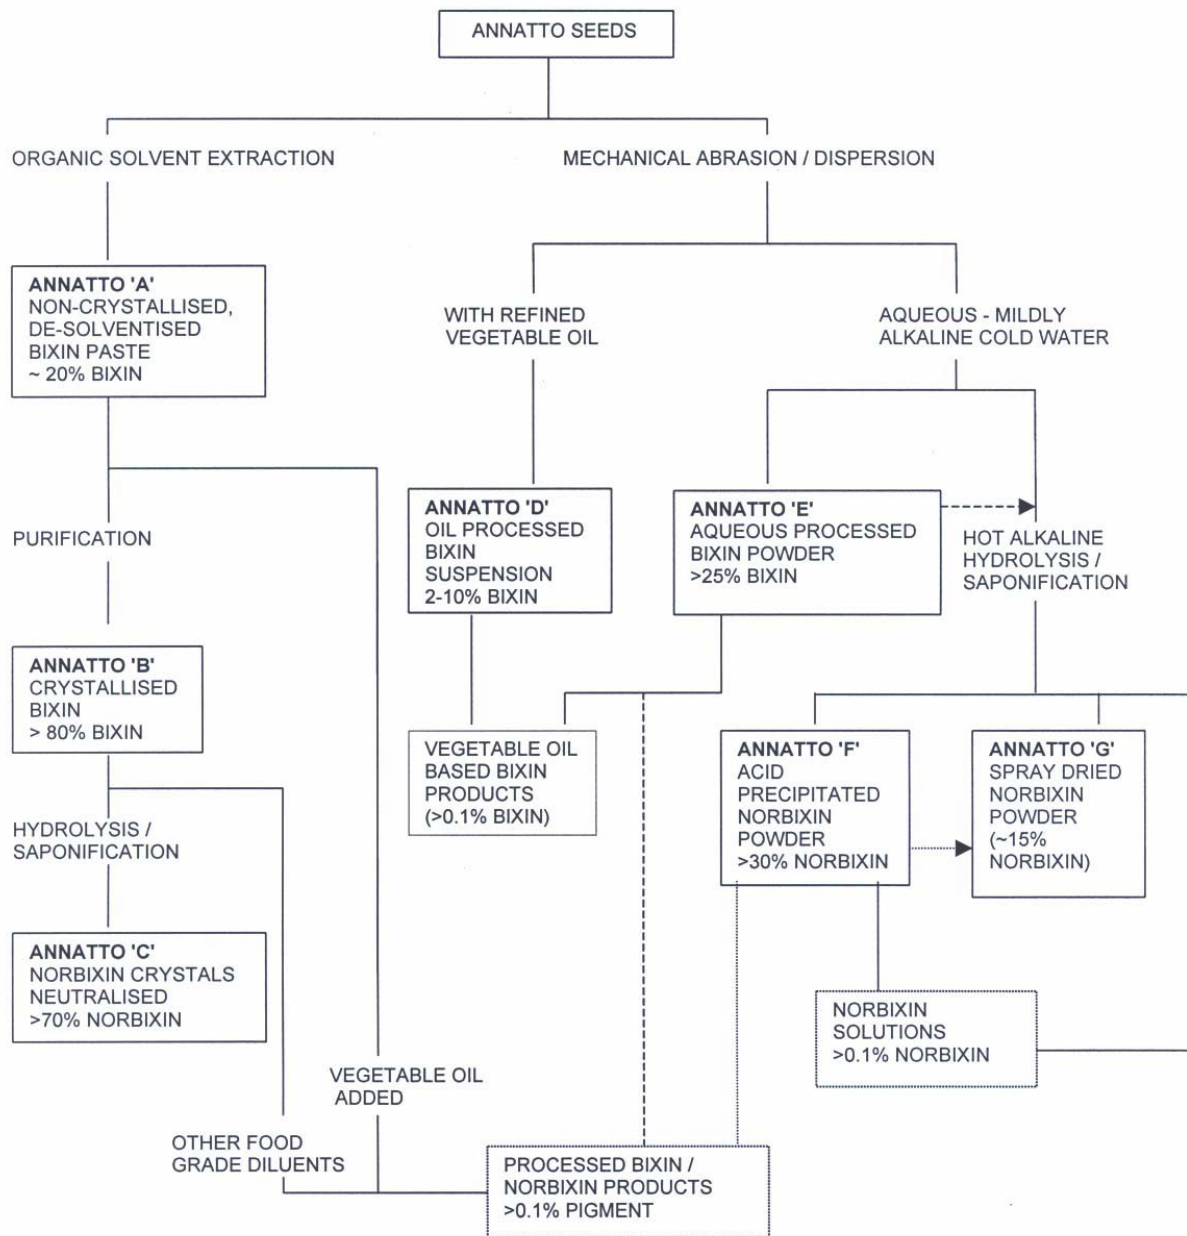 ANNATTO SEEDS
ORGANIC SOLVENT EXTRACTION
MECHANICAL ABRASION / DISPERSION
ANNATTO 'A'
NON-CRYSTALLISED,
DE-SOLVENTISED
BIXIN PASTE
~ 20% BIXIN
WITH REFINED
VEGETABLE OIL
AQUEOUS - MILDLY
ALKALINE COLD WATER
PURIFICATION
ANNATTO 'D'
OIL PROCESSED
BIXIN
SUSPENSION
2-10% BIXIN
ANNATTO 'E'
AQUEOUS PROCESSED
BIXIN POWDER
>25% BIXIN
HOT ALKALINE
HYDROLYSIS /
SAPONIFICATION
ANNATTO 'B'
CRYSTALLISED
BIXIN
> 80% BIXIN
VEGETABLE OIL
BASED BIXIN
PRODUCTS
(>0.1% BIXIN)
ANNATTO 'F'
ACID
PRECIPITATED
NORBIXIN
POWDER
>30% NORBIXIN
ANNATTO 'G'
SPRAY DRIED
NORBIXIN
POWDER
(~15%
NORBIXIN)
HYDROLYSIS /
SAPONIFICATION
ANNATTO 'C'
NORBIXIN CRYSTALS
NEUTRALISED
>70% NORBIXIN
NORBIXIN
SOLUTIONS
>0.1% NORBIXIN
VEGETABLE OIL
ADDED
OTHER FOOD
GRADE DILUENTS
PROCESSED BIXIN /
NORBIXIN PRODUCTS
>0.1% PIGMENT